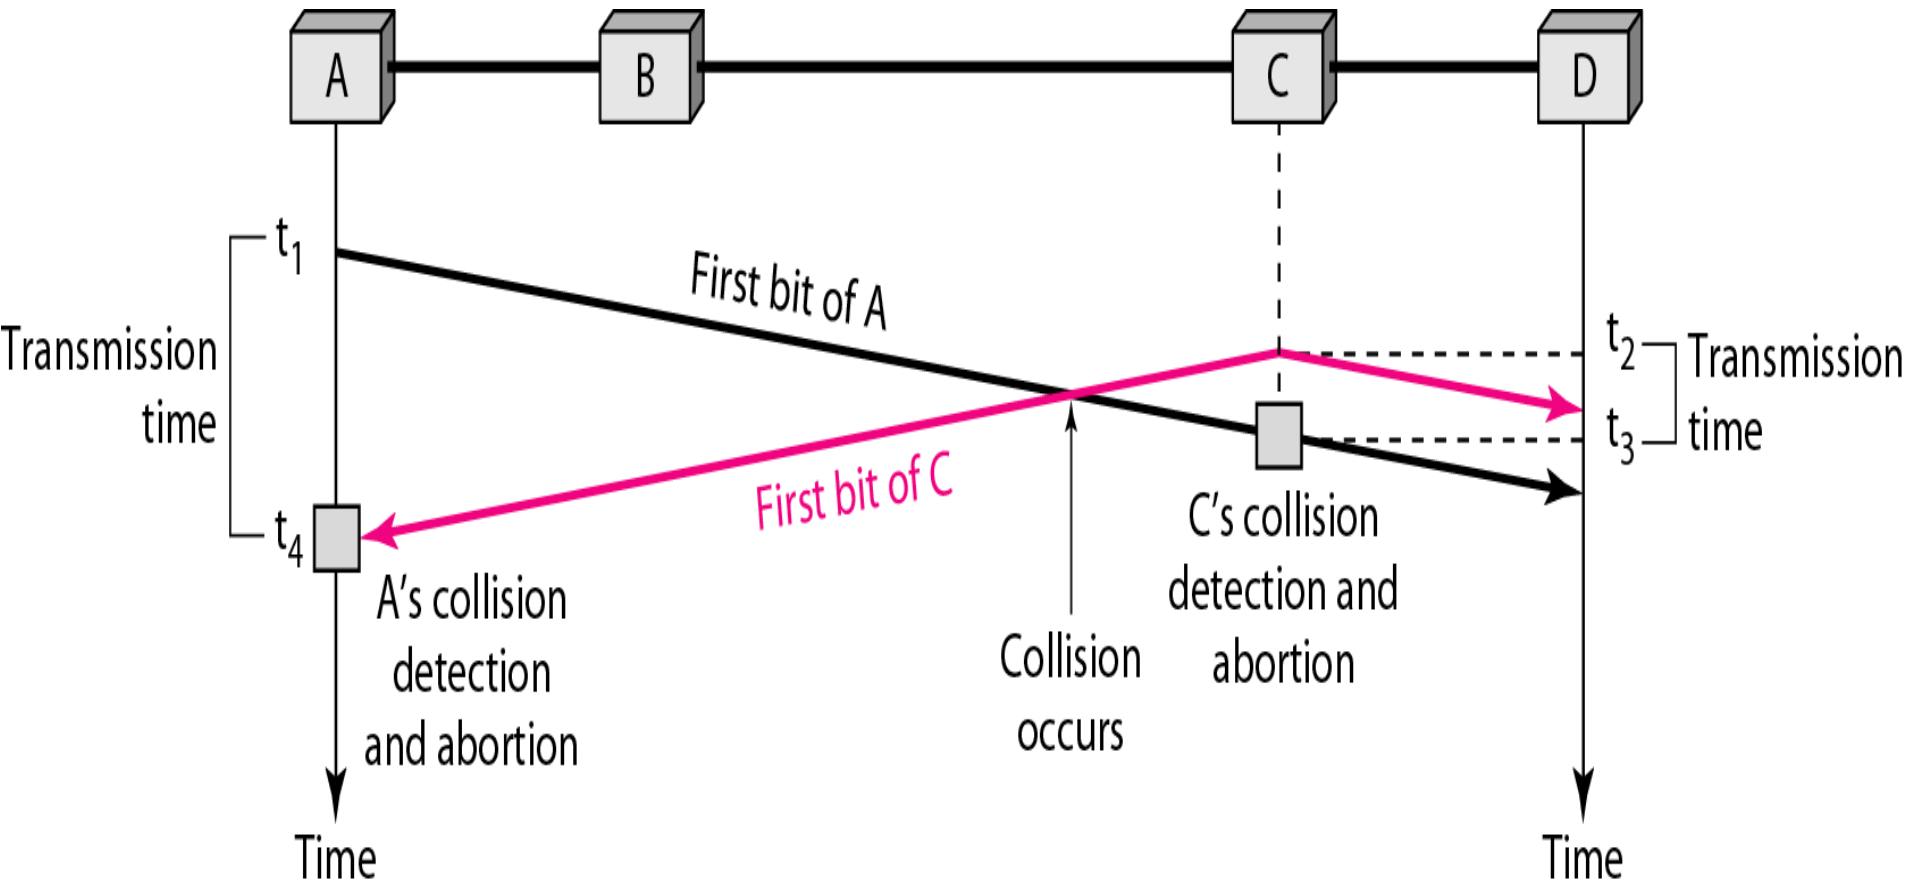 A
B
C
D
t1
First bit of A
t2
Transmission
time
Transmission
time
t3
First bit of C
t4
C's collision
detection and
abortion
A's collision
detection
and abortion
Collision
occurs
Time
Time